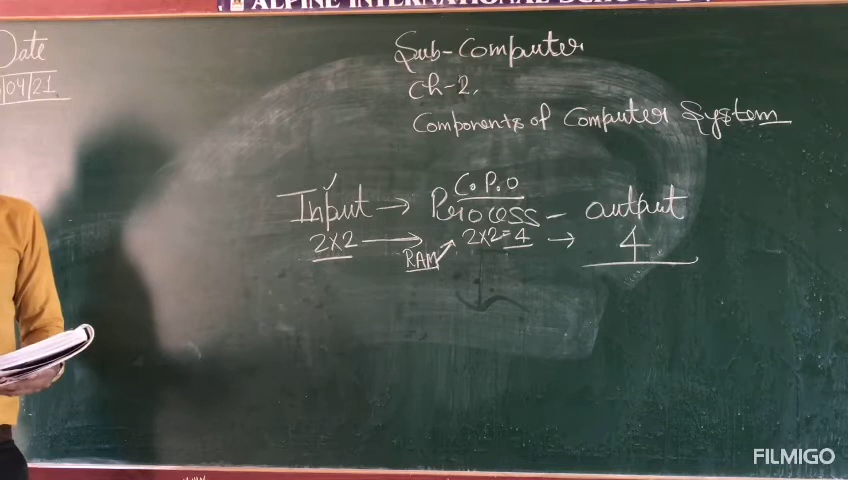 ALPINE INTERNATIONAL
Date
/04/21
Sub-Computer
Ch-2.
Components of Computer System
C.P.O
Input → Process - output
2x2 → 2x2=4 → 4
RAM
FILMIGO